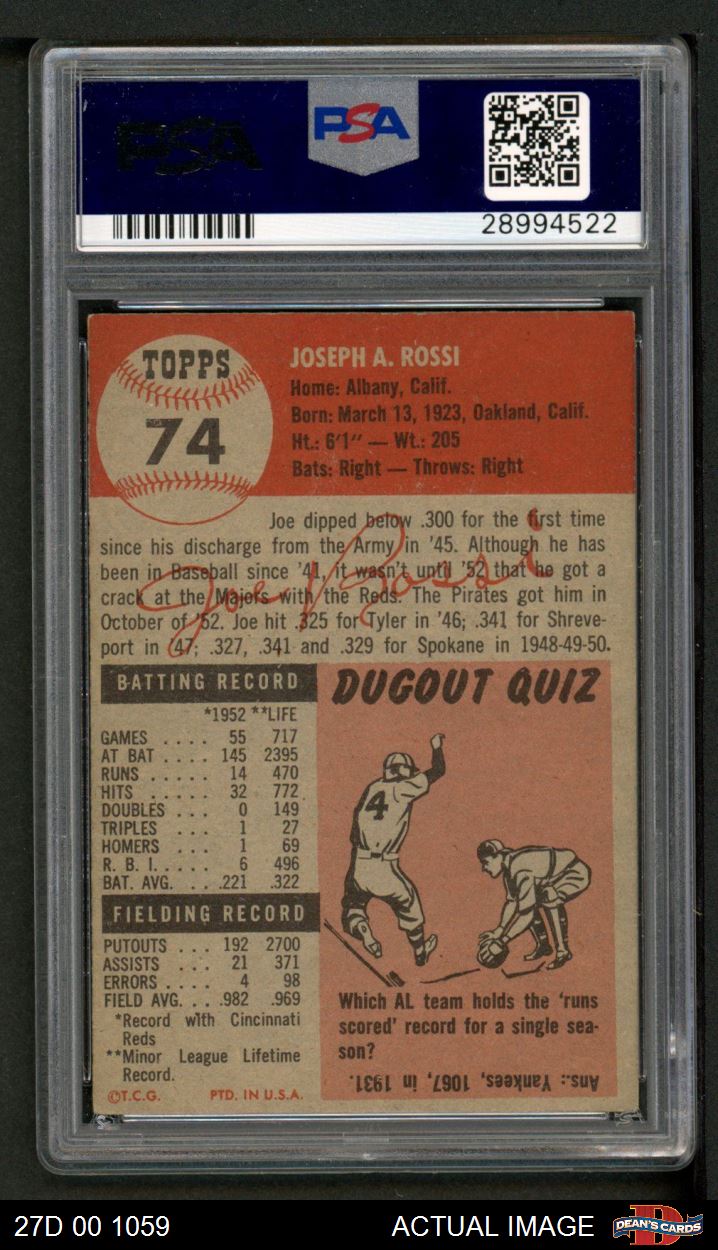 PSA
PSA
28994522
TOPPS
74
JOSEPH A. ROSSI
Home: Albany, Calif.
Born: March 13, 1923, Oakland, Calif.
Ht.: 6'1" — Wt.: 205
Bats: Right — Throws: Right
Joe dipped below .300 for the first time
since his discharge from the Army in '45. Although he has
been in Baseball since '41, it wasn't until '52 that he got a
crack at the Majors with the Reds. The Pirates got him in
October of '52. Joe hit .325 for Tyler in '46; .341 for Shreve-
port in '47; .327, .341 and .329 for Spokane in 1948-49-50.
Joe Rossi
BATTING RECORD
*1952 **LIFE
GAMES .... 55 717
AT BAT .... 145 2395
RUNS ..... 14 470
HITS ..... 32 772
DOUBLES ... 0 149
TRIPLES ... 1 27
HOMERS ... 1 69
R. B. I. .... 6 496
BAT. AVG. ... .221 .322
FIELDING RECORD
PUTOUTS ... 192 2700
ASSISTS ... 21 371
ERRORS .... 4 98
FIELD AVG. ... .982 .969
*Record with Cincinnati
Reds
**Minor League Lifetime
Record.
©T.C.G. PTD. IN U.S.A.
DUGOUT QUIZ
4
Which AL team holds the 'runs
scored' record for a single sea-
son?
Ans.: Yankees, 1067, in 1931.
27D 00 1059 ACTUAL IMAGE DEAN'S CARDS